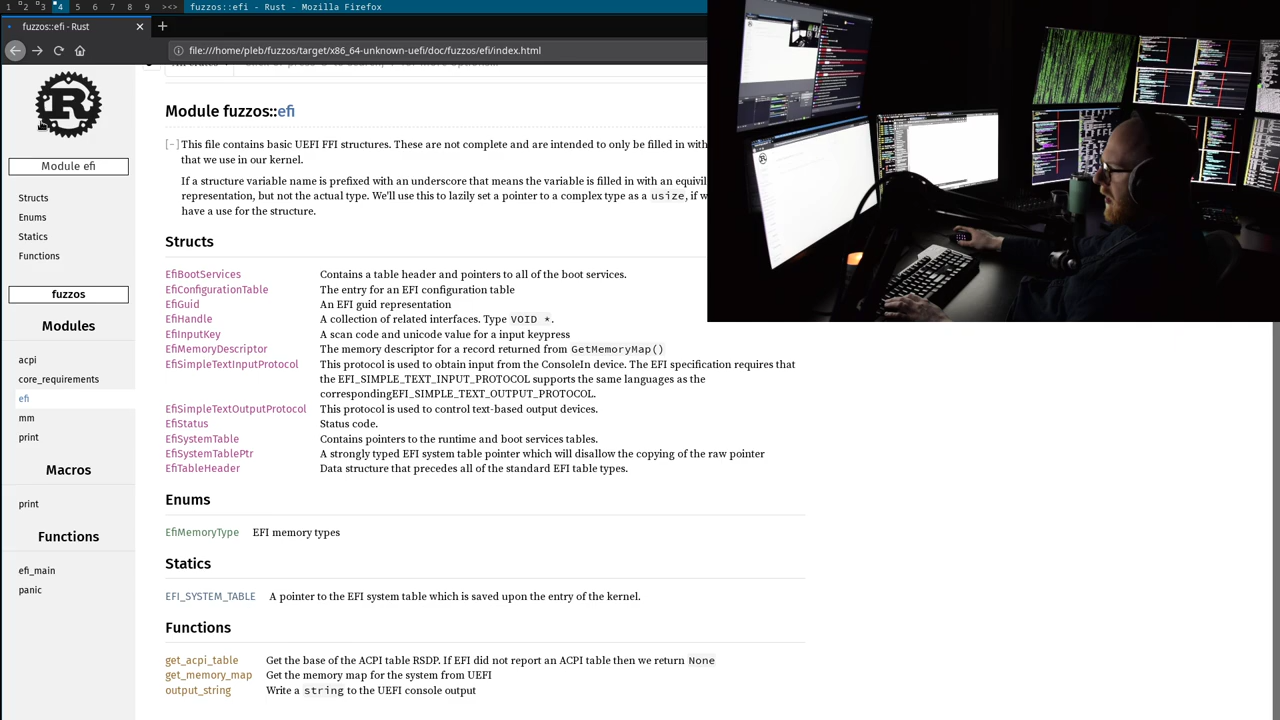 1 2 3 4 5 6 7 8 9 ><> fuzzos::efi - Rust - Mozilla Firefox
fuzzos::efi - Rust
file:///home/pleb/fuzzos/target/x86_64-unknown-uefi/doc/fuzzos/efi/index.html
R
Module efi
Structs
Enums
Statics
Functions
fuzzos
Modules
acpi
core_requirements
efi
mm
print
Macros
print
Functions
efi_main
panic
Module fuzzos::efi
[-] This file contains basic UEFI FFI structures. These are not complete and are intended to only be filled in with
that we use in our kernel.
If a structure variable name is prefixed with an underscore that means the variable is filled in with an equivil
representation, but not the actual type. We'll use this to lazily set a pointer to a complex type as a usize, if w
have a use for the structure.
Structs
EfiBootServices Contains a table header and pointers to all of the boot services.
EfiConfigurationTable The entry for an EFI configuration table
EfiGuid An EFI guid representation
EfiHandle A collection of related interfaces. Type VOID *.
EfiInputKey A scan code and unicode value for a input keypress
EfiMemoryDescriptor The memory descriptor for a record returned from GetMemoryMap()
EfiSimpleTextInputProtocol This protocol is used to obtain input from the ConsoleIn device. The EFI specification requires that
the EFI_SIMPLE_TEXT_INPUT_PROTOCOL supports the same languages as the
correspondingEFI_SIMPLE_TEXT_OUTPUT_PROTOCOL.
EfiSimpleTextOutputProtocol This protocol is used to control text-based output devices.
EfiStatus Status code.
EfiSystemTable Contains pointers to the runtime and boot services tables.
EfiSystemTablePtr A strongly typed EFI system table pointer which will disallow the copying of the raw pointer
EfiTableHeader Data structure that precedes all of the standard EFI table types.
Enums
EfiMemoryType EFI memory types
Statics
EFI_SYSTEM_TABLE A pointer to the EFI system table which is saved upon the entry of the kernel.
Functions
get_acpi_table Get the base of the ACPI table RSDP. If EFI did not report an ACPI table then we return None
get_memory_map Get the memory map for the system from UEFI
output_string Write a string to the UEFI console output